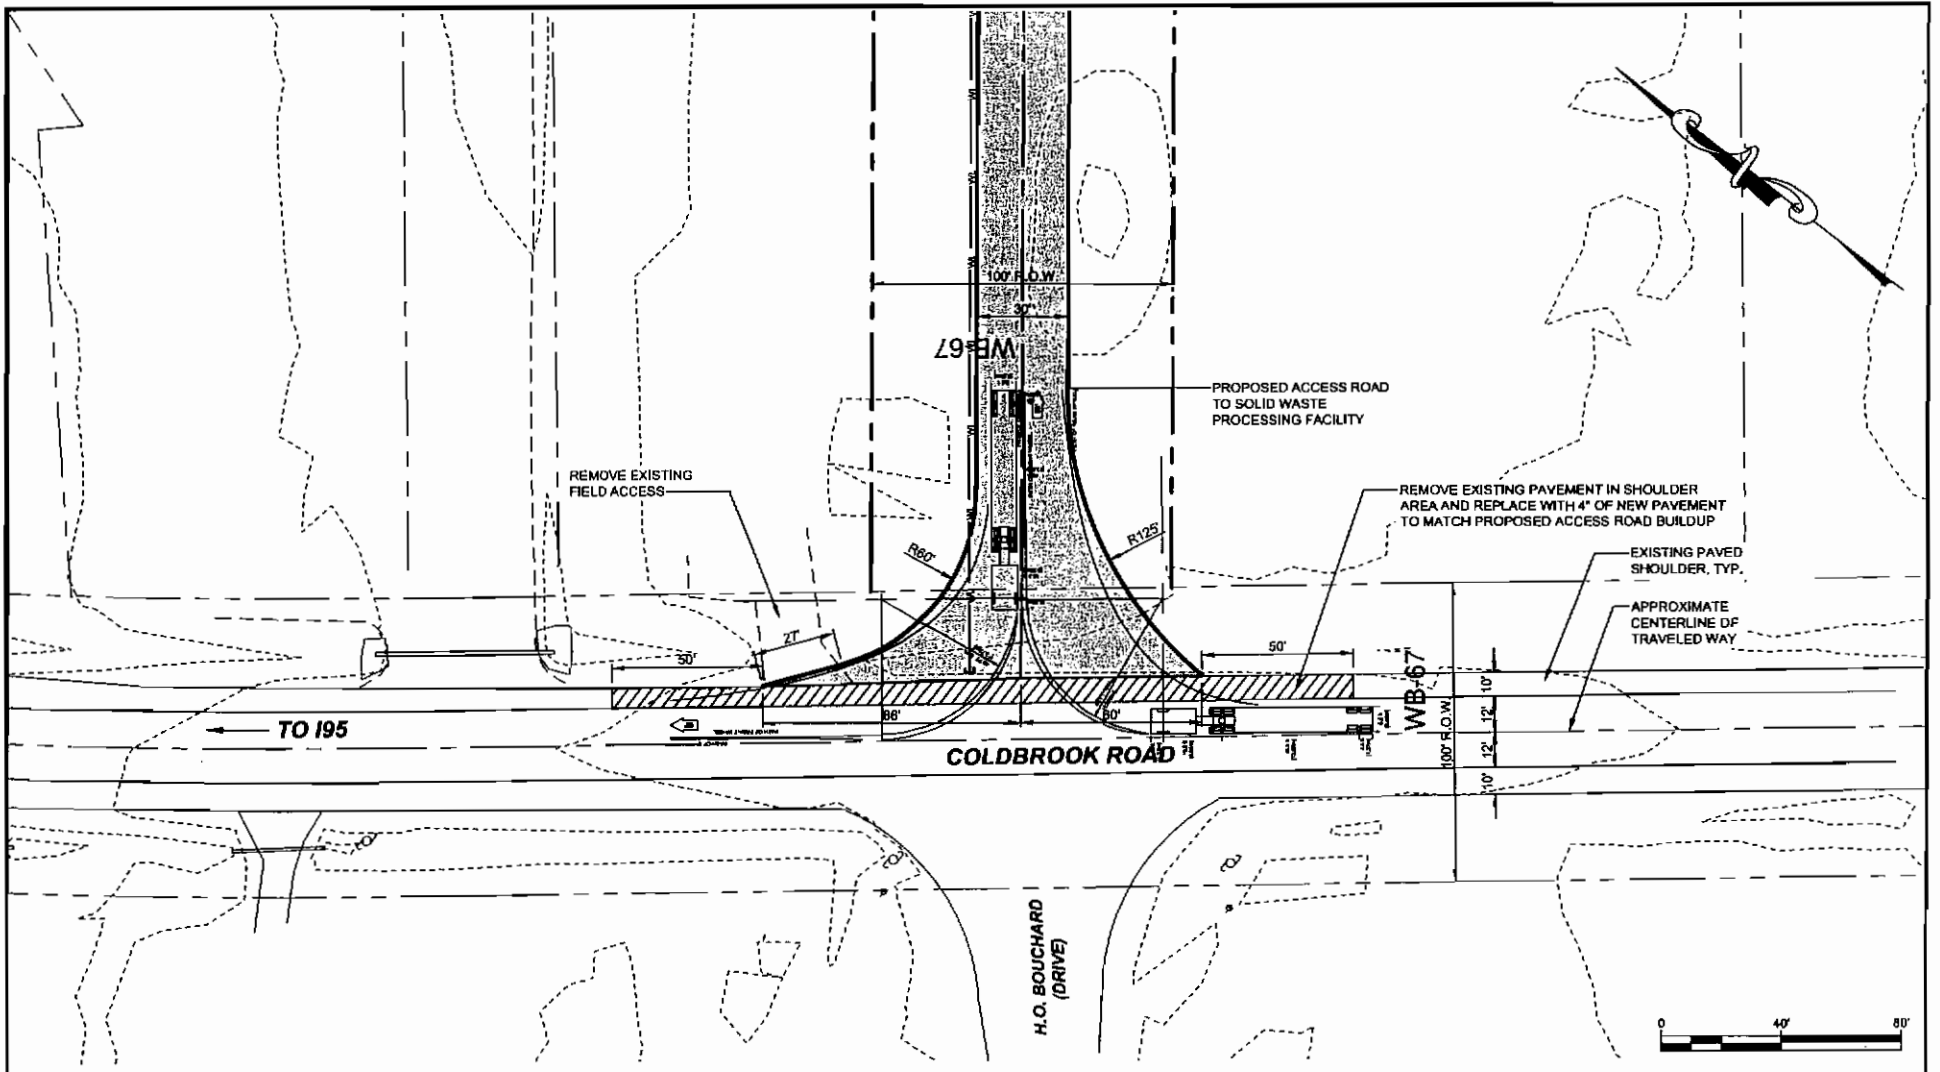 100' R.O.W.
30'
WB-67
PROPOSED ACCESS ROAD
TO SOLID WASTE
PROCESSING FACILITY
REMOVE EXISTING
FIELD ACCESS
REMOVE EXISTING PAVEMENT IN SHOULDER
AREA AND REPLACE WITH 4" OF NEW PAVEMENT
TO MATCH PROPOSED ACCESS ROAD BUILDUP
R60'
R125'
EXISTING PAVED
SHOULDER, TYP.
APPROXIMATE
CENTERLINE OF
TRAVELED WAY
27'
50'
50'
WB-67
10'
12'
12'
10'
100' R.O.W.
86'
60'
TO I95
COLDBROOK ROAD
H.O. BOUCHARD
(DRIVE)
0 40' 80'